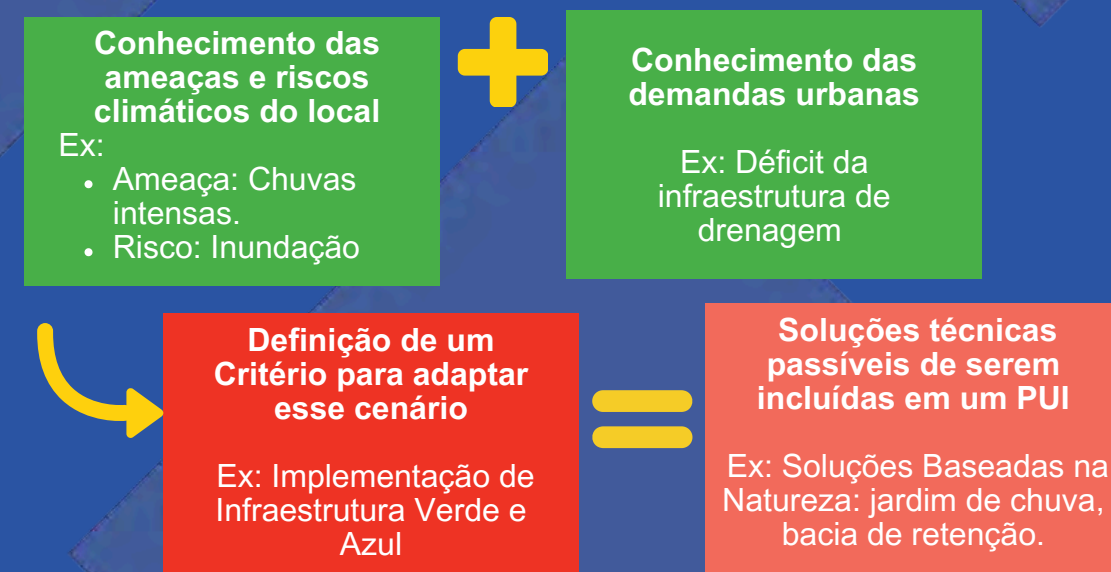 Conhecimento das
ameaças e riscos
climáticos do local
Ex:
• Ameaça: Chuvas
intensas.
• Risco: Inundação
Conhecimento das
demandas urbanas
Ex: Déficit da
infraestrutura de
drenagem
Definição de um
Critério para adaptar
esse cenário
Ex: Implementação de
Infraestrutura Verde e
Azul
Soluções técnicas
passíveis de serem
incluídas em um PUI
Ex: Soluções Baseadas na
Natureza: jardim de chuva,
bacia de retenção.